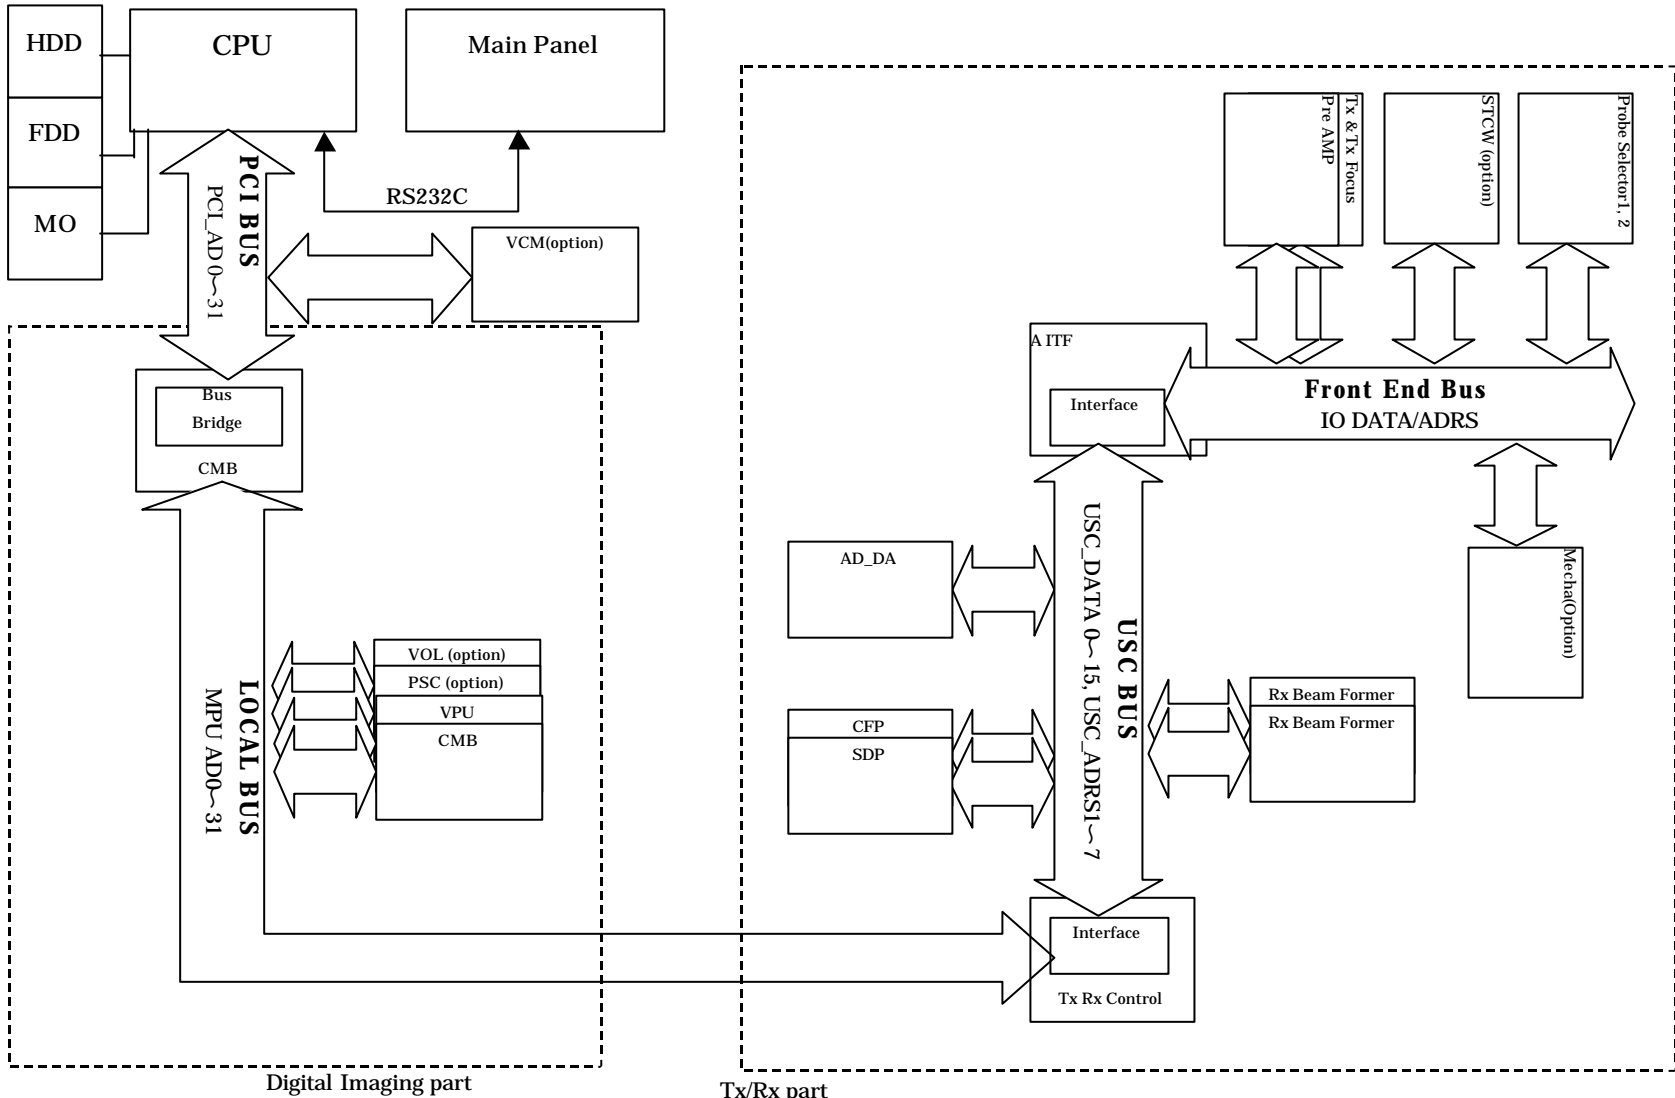 HDD
CPU
Main Panel
FDD
MO
RS232C
PCI BUS
PCI_AD 0~31
VCM(option)
Bus
Bridge
CMB
LOCAL BUS
MPU AD0~31
VOL (option)
PSC (option)
VPU
CMB
Digital Imaging part
Pre AMP
Tx & Tx Focus
STCW (option)
Probe Selector1, 2
A ITF
Interface
Front End Bus
IO DATA/ADRS
Mecha(Option)
AD_DA
USC BUS
USC_DATA 0~15, USC_ADRS1~7
CFP
SDP
Rx Beam Former
Rx Beam Former
Interface
Tx Rx Control
Tx/Rx part